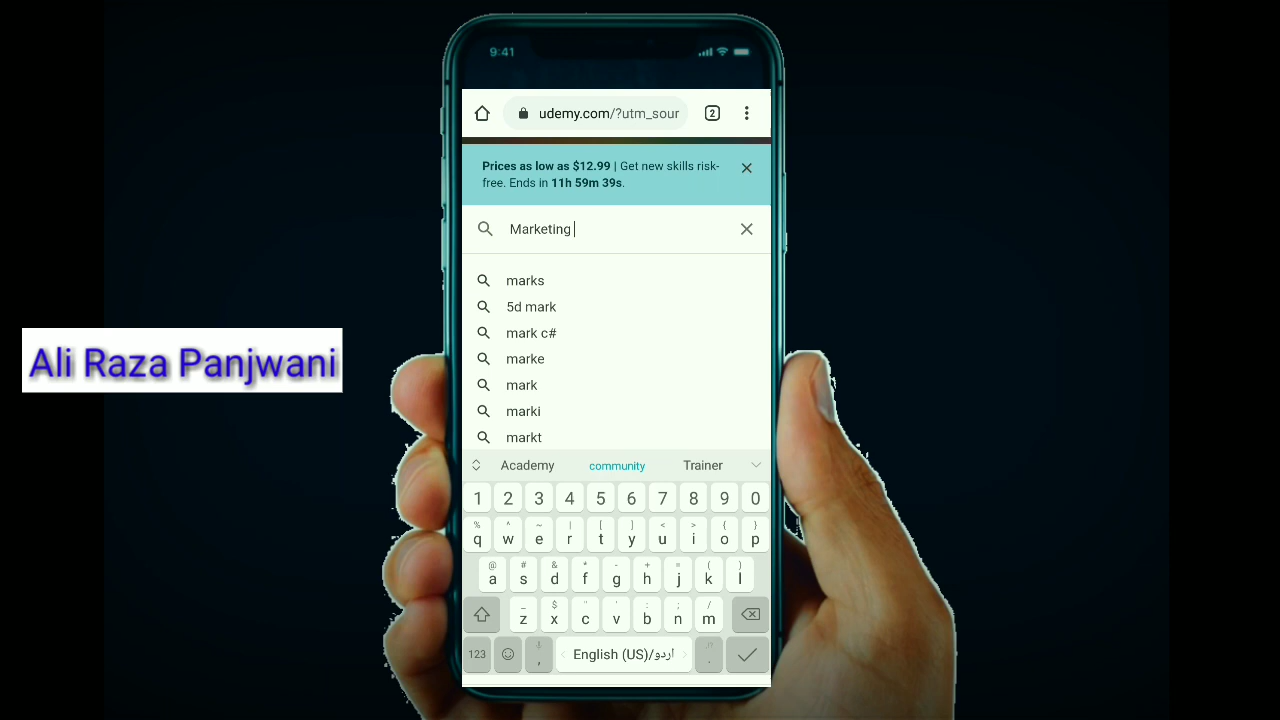 9:41
udemy.com/?utm_sour
2
Prices as low as $12.99 | Get new skills risk-
free. Ends in 11h 59m 39s.
Marketing
marks
5d mark
mark c#
marke
mark
marki
markt
Ali Raza Panjwani
Academy community Trainer
1 2 3 4 5 6 7 8 9 0
% ^ ~ | [ ] < > { }
q w e r t y u i o p
@ # & * - + = ( )
a s d f g h j k l
_ $ " ' : ; /
z x c v b n m
123 , English (US)/اردو .